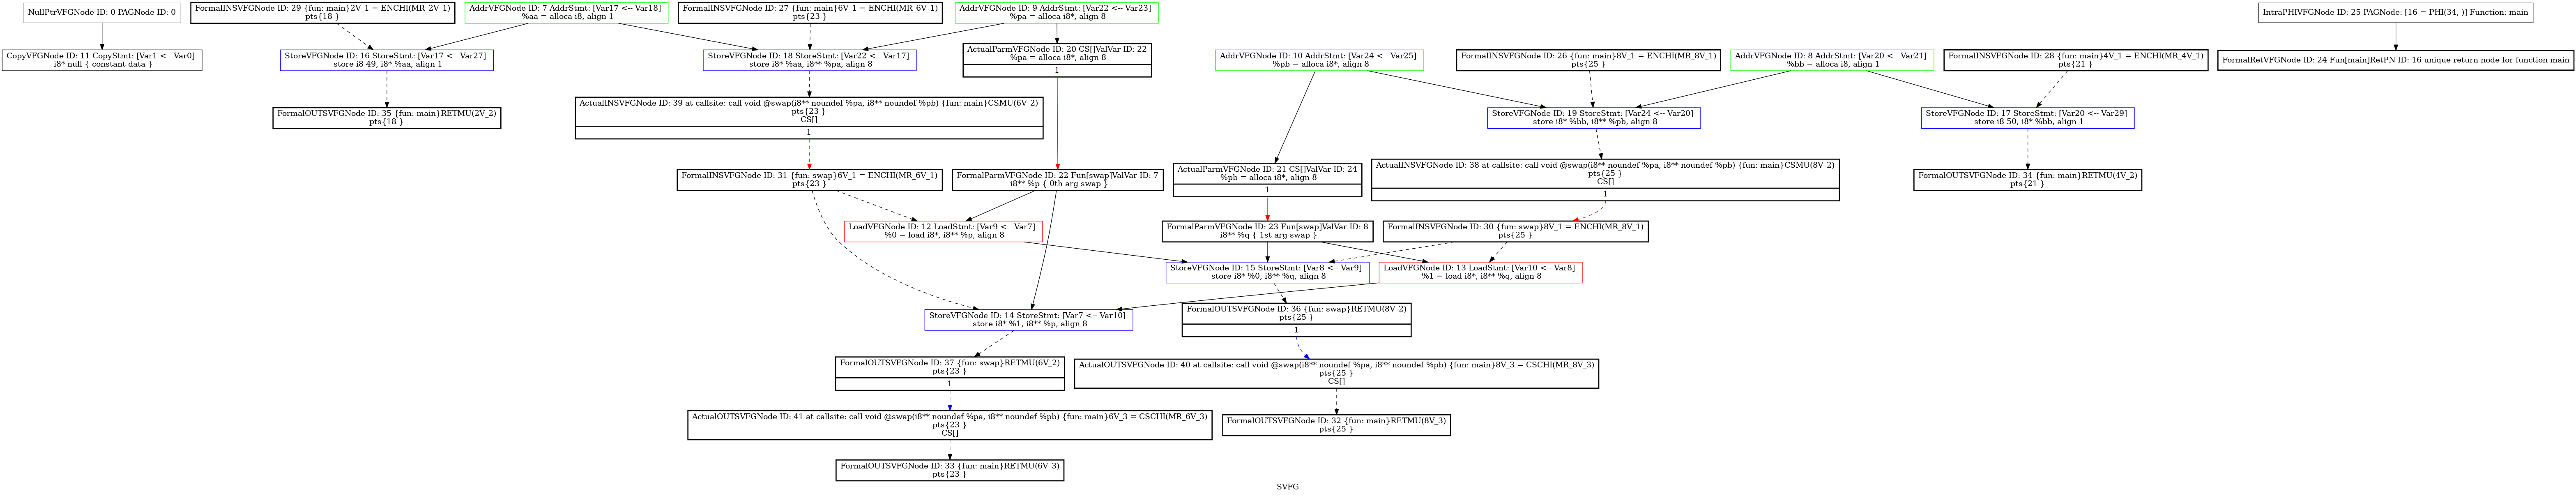 NullPtrVFGNode ID: 0 PAGNode ID: 0
FormalINSVFGNode ID: 29 {fun: main}2V_1 = ENCHI(MR_2V_1)
pts{18 }
AddrVFGNode ID: 7 AddrStmt: [Var17 <-- Var18]
%aa = alloca i8, align 1
FormalINSVFGNode ID: 27 {fun: main}6V_1 = ENCHI(MR_6V_1)
pts{23 }
AddrVFGNode ID: 9 AddrStmt: [Var22 <-- Var23]
%pa = alloca i8*, align 8
IntraPHIVFGNode ID: 25 PAGNode: [16 = PHI(34, )] Function: main
CopyVFGNode ID: 11 CopyStmt: [Var1 <-- Var0]
i8* null { constant data }
StoreVFGNode ID: 16 StoreStmt: [Var17 <-- Var27]
store i8 49, i8* %aa, align 1
StoreVFGNode ID: 18 StoreStmt: [Var22 <-- Var17]
store i8* %aa, i8** %pa, align 8
ActualParmVFGNode ID: 20 CS[]ValVar ID: 22
%pa = alloca i8*, align 8
1
AddrVFGNode ID: 10 AddrStmt: [Var24 <-- Var25]
%pb = alloca i8*, align 8
FormalINSVFGNode ID: 26 {fun: main}8V_1 = ENCHI(MR_8V_1)
pts{25 }
AddrVFGNode ID: 8 AddrStmt: [Var20 <-- Var21]
%bb = alloca i8, align 1
FormalINSVFGNode ID: 28 {fun: main}4V_1 = ENCHI(MR_4V_1)
pts{21 }
FormalRetVFGNode ID: 24 Fun[main]RetPN ID: 16 unique return node for function main
FormalOUTSVFGNode ID: 35 {fun: main}RETMU(2V_2)
pts{18 }
ActualINSVFGNode ID: 39 at callsite: call void @swap(i8** noundef %pa, i8** noundef %pb) {fun: main}CSMU(6V_2)
pts{23 }
CS[]
1
StoreVFGNode ID: 19 StoreStmt: [Var24 <-- Var20]
store i8* %bb, i8** %pb, align 8
StoreVFGNode ID: 17 StoreStmt: [Var20 <-- Var29]
store i8 50, i8* %bb, align 1
FormalINSVFGNode ID: 31 {fun: swap}6V_1 = ENCHI(MR_6V_1)
pts{23 }
FormalParmVFGNode ID: 22 Fun[swap]ValVar ID: 7
i8** %p { 0th arg swap }
ActualParmVFGNode ID: 21 CS[]ValVar ID: 24
%pb = alloca i8*, align 8
1
ActualINSVFGNode ID: 38 at callsite: call void @swap(i8** noundef %pa, i8** noundef %pb) {fun: main}CSMU(8V_2)
pts{25 }
CS[]
1
FormalOUTSVFGNode ID: 34 {fun: main}RETMU(4V_2)
pts{21 }
LoadVFGNode ID: 12 LoadStmt: [Var9 <-- Var7]
%0 = load i8*, i8** %p, align 8
FormalParmVFGNode ID: 23 Fun[swap]ValVar ID: 8
i8** %q { 1st arg swap }
FormalINSVFGNode ID: 30 {fun: swap}8V_1 = ENCHI(MR_8V_1)
pts{25 }
StoreVFGNode ID: 15 StoreStmt: [Var8 <-- Var9]
store i8* %0, i8** %q, align 8
LoadVFGNode ID: 13 LoadStmt: [Var10 <-- Var8]
%1 = load i8*, i8** %q, align 8
StoreVFGNode ID: 14 StoreStmt: [Var7 <-- Var10]
store i8* %1, i8** %p, align 8
FormalOUTSVFGNode ID: 36 {fun: swap}RETMU(8V_2)
pts{25 }
1
FormalOUTSVFGNode ID: 37 {fun: swap}RETMU(6V_2)
pts{23 }
1
ActualOUTSVFGNode ID: 40 at callsite: call void @swap(i8** noundef %pa, i8** noundef %pb) {fun: main}8V_3 = CSCHI(MR_8V_3)
pts{25 }
CS[]
ActualOUTSVFGNode ID: 41 at callsite: call void @swap(i8** noundef %pa, i8** noundef %pb) {fun: main}6V_3 = CSCHI(MR_6V_3)
pts{23 }
CS[]
FormalOUTSVFGNode ID: 32 {fun: main}RETMU(8V_3)
pts{25 }
FormalOUTSVFGNode ID: 33 {fun: main}RETMU(6V_3)
pts{23 }
SVFG